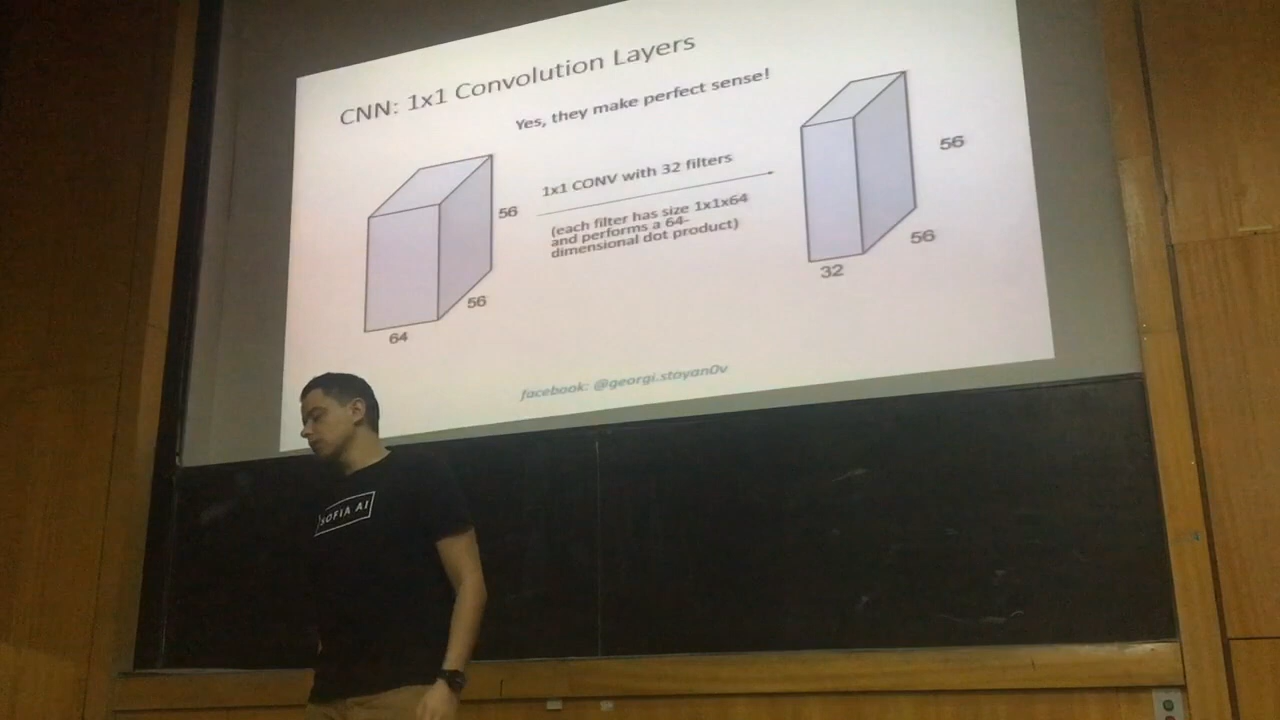 CNN: 1x1 Convolution Layers
Yes, they make perfect sense!
1x1 CONV with 32 filters
(each filter has size 1x1x64
and performs a 64-
dimensional dot product)
56
56
64
56
56
32
facebook: @georgi.stoyan0v
SOFIA AI